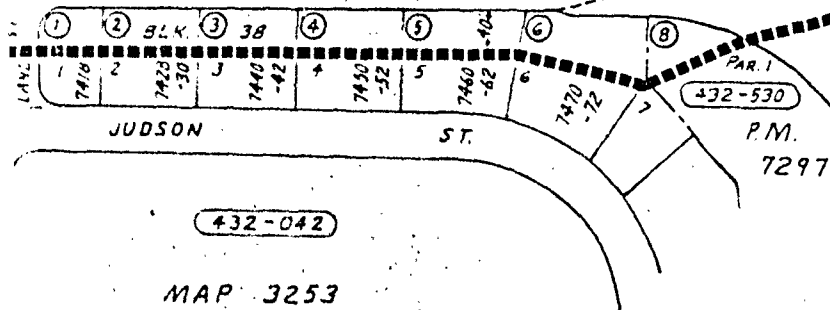 1 2 3 4 5 6 8
BLK. 38
-40-
1 7418 2 7428 -30 3 7440 -42 4 7450 -52 5 7460 -62 6 7470 -72 7
PAR. 1
432-530
P.M.
7297
JUDSON ST.
432-042
MAP 3253